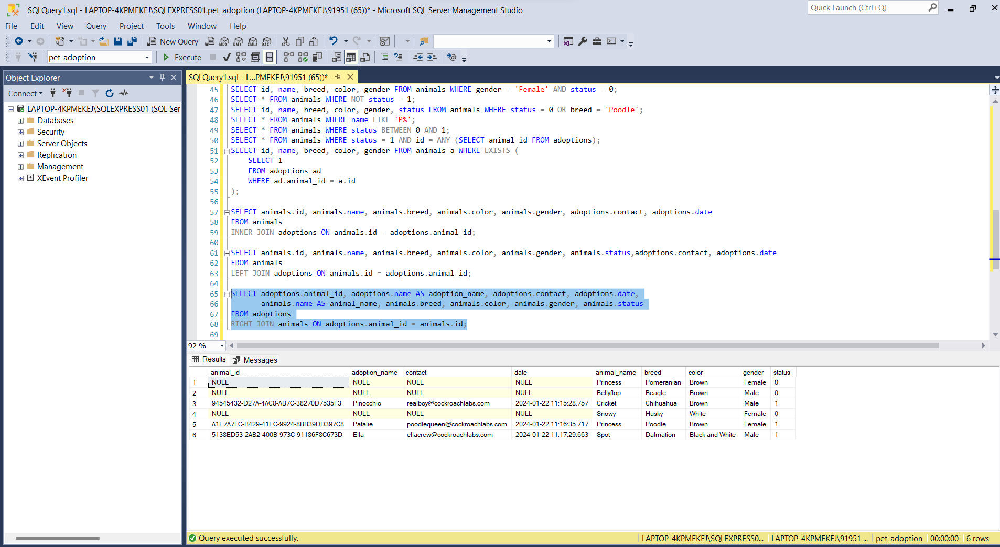 SQLQuery1.sql - LAPTOP-4KPMEKEJ\SQLEXPRESS01.pet_adoption (LAPTOP-4KPMEKEJ\91951 (65))* - Microsoft SQL Server Management Studio
Quick Launch (Ctrl+Q)
File Edit View Query Project Tools Window Help
New Query MDX DMX XMLA DAX
pet_adoption Execute
Object Explorer
Connect
LAPTOP-4KPMEKEJ\SQLEXPRESS01 (SQL Ser
Databases
Security
Server Objects
Replication
Management
XEvent Profiler
SQLQuery1.sql - L...PMEKEJ\91951 (65))*
45 SELECT id, name, breed, color, gender FROM animals WHERE gender = 'Female' AND status = 0;
46 SELECT * FROM animals WHERE NOT status = 1;
47 SELECT id, name, breed, color, gender, status FROM animals WHERE status = 0 OR breed = 'Poodle';
48 SELECT * FROM animals WHERE name LIKE 'P%';
49 SELECT * FROM animals WHERE status BETWEEN 0 AND 1;
50 SELECT * FROM animals WHERE status = 1 AND id = ANY (SELECT animal_id FROM adoptions);
51 SELECT id, name, breed, color, gender FROM animals a WHERE EXISTS (
52 SELECT 1
53 FROM adoptions ad
54 WHERE ad.animal_id = a.id
55 );
56
57 SELECT animals.id, animals.name, animals.breed, animals.color, animals.gender, adoptions.contact, adoptions.date
58 FROM animals
59 INNER JOIN adoptions ON animals.id = adoptions.animal_id;
60
61 SELECT animals.id, animals.name, animals.breed, animals.color, animals.gender, animals.status,adoptions.contact, adoptions.date
62 FROM animals
63 LEFT JOIN adoptions ON animals.id = adoptions.animal_id;
64
65 SELECT adoptions.animal_id, adoptions.name AS adoption_name, adoptions.contact, adoptions.date,
66 animals.name AS animal_name, animals.breed, animals.color, animals.gender, animals.status
67 FROM adoptions
68 RIGHT JOIN animals ON adoptions.animal_id = animals.id;
69
92 %
Results Messages
animal_id adoption_name contact date animal_name breed color gender status
1 NULL NULL NULL NULL Princess Pomeranian Brown Female 0
2 NULL NULL NULL NULL Bellyflop Beagle Brown Male 0
3 94545432-D27A-4AC8-AB7C-38270D7535F3 Pinocchio realboy@cockroachlabs.com 2024-01-22 11:15:28.757 Cricket Chihuahua Brown Male 1
4 NULL NULL NULL NULL Snowy Husky White Female 0
5 A1E7A7FC-B429-41EC-9924-8BB39DD397C8 Patalie poodlequeen@cockroachlabs.com 2024-01-22 11:16:35.717 Princess Poodle Brown Female 1
6 5138ED53-2AB2-400B-973C-91186F8C673D Ella ellacrew@cockroachlabs.com 2024-01-22 11:17:29.663 Spot Dalmation Black and White Male 1
Query executed successfully. LAPTOP-4KPMEKEJ\SQLEXPRESS0... LAPTOP-4KPMEKEJ\91951 ... pet_adoption 00:00:00 6 rows